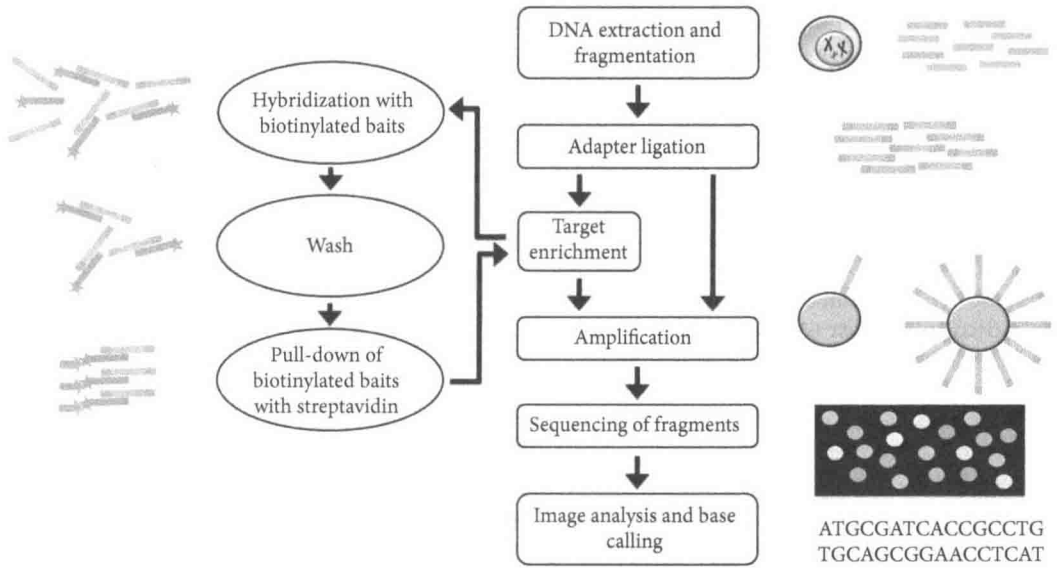 DNA extraction and
fragmentation
Hybridization with
biotinylated baits
Adapter ligation
Wash
Target
enrichment
Amplification
Pull-down of
biotinylated baits
with streptavidin
Sequencing of fragments
Image analysis and base
calling
ATGCGATCACCGCCTG
TGCAGCGGAACCTCAT